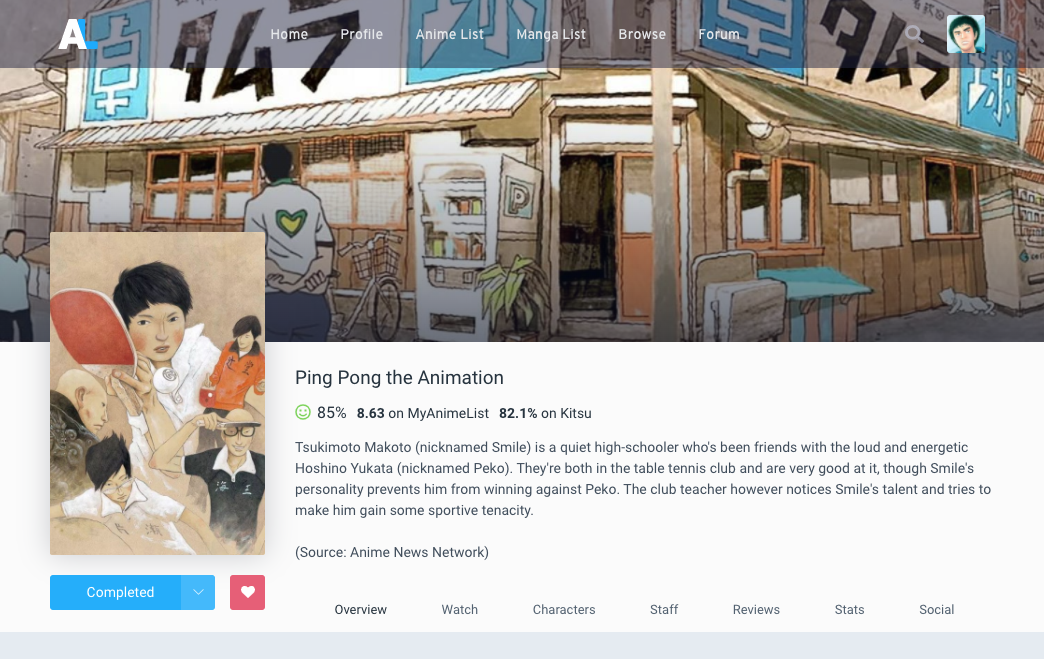 AL
Home Profile Anime List Manga List Browse Forum
球
P
Ping Pong the Animation
85% 8.63 on MyAnimeList 82.1% on Kitsu
Tsukimoto Makoto (nicknamed Smile) is a quiet high-schooler who's been friends with the loud and energetic
Hoshino Yukata (nicknamed Peko). They're both in the table tennis club and are very good at it, though Smile's
personality prevents him from winning against Peko. The club teacher however notices Smile's talent and tries to
make him gain some sportive tenacity.
(Source: Anime News Network)
Completed
Overview Watch Characters Staff Reviews Stats Social